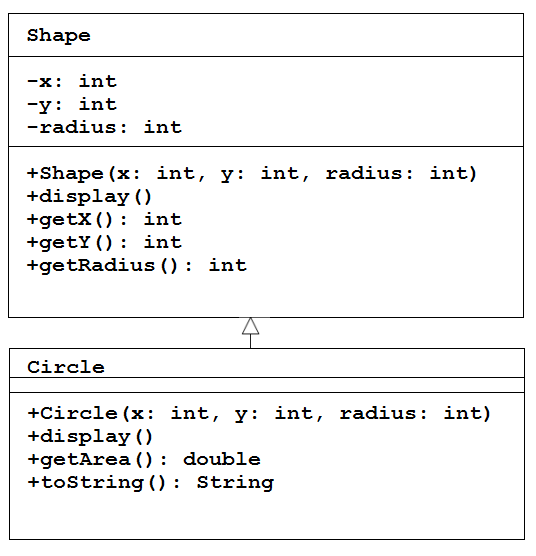 Shape
-x: int
-y: int
-radius: int
+Shape(x: int, y: int, radius: int)
+display()
+getX(): int
+getY(): int
+getRadius(): int
Circle
+Circle(x: int, y: int, radius: int)
+display()
+getArea(): double
+toString(): String